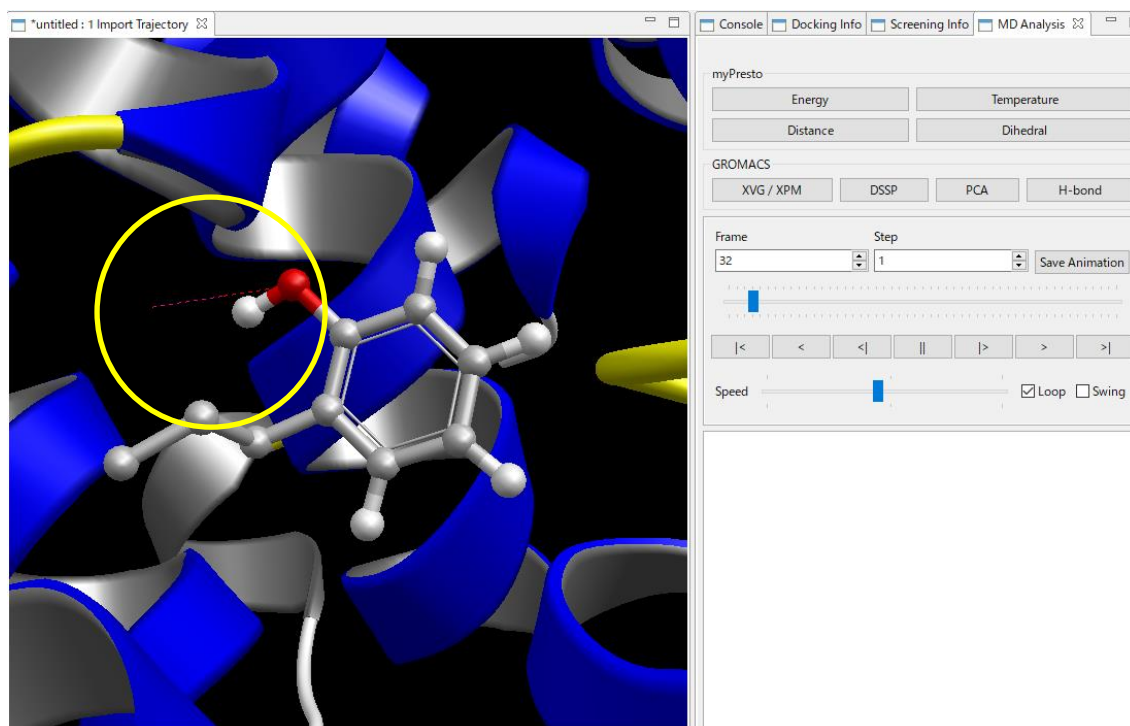 *untitled : 1 Import Trajectory
Console Docking Info Screening Info MD Analysis
myPresto
Energy Temperature
Distance Dihedral
GROMACS
XVG / XPM DSSP PCA H-bond
Frame Step
32 1 Save Animation
|< < <| || |> > >|
Speed Loop Swing